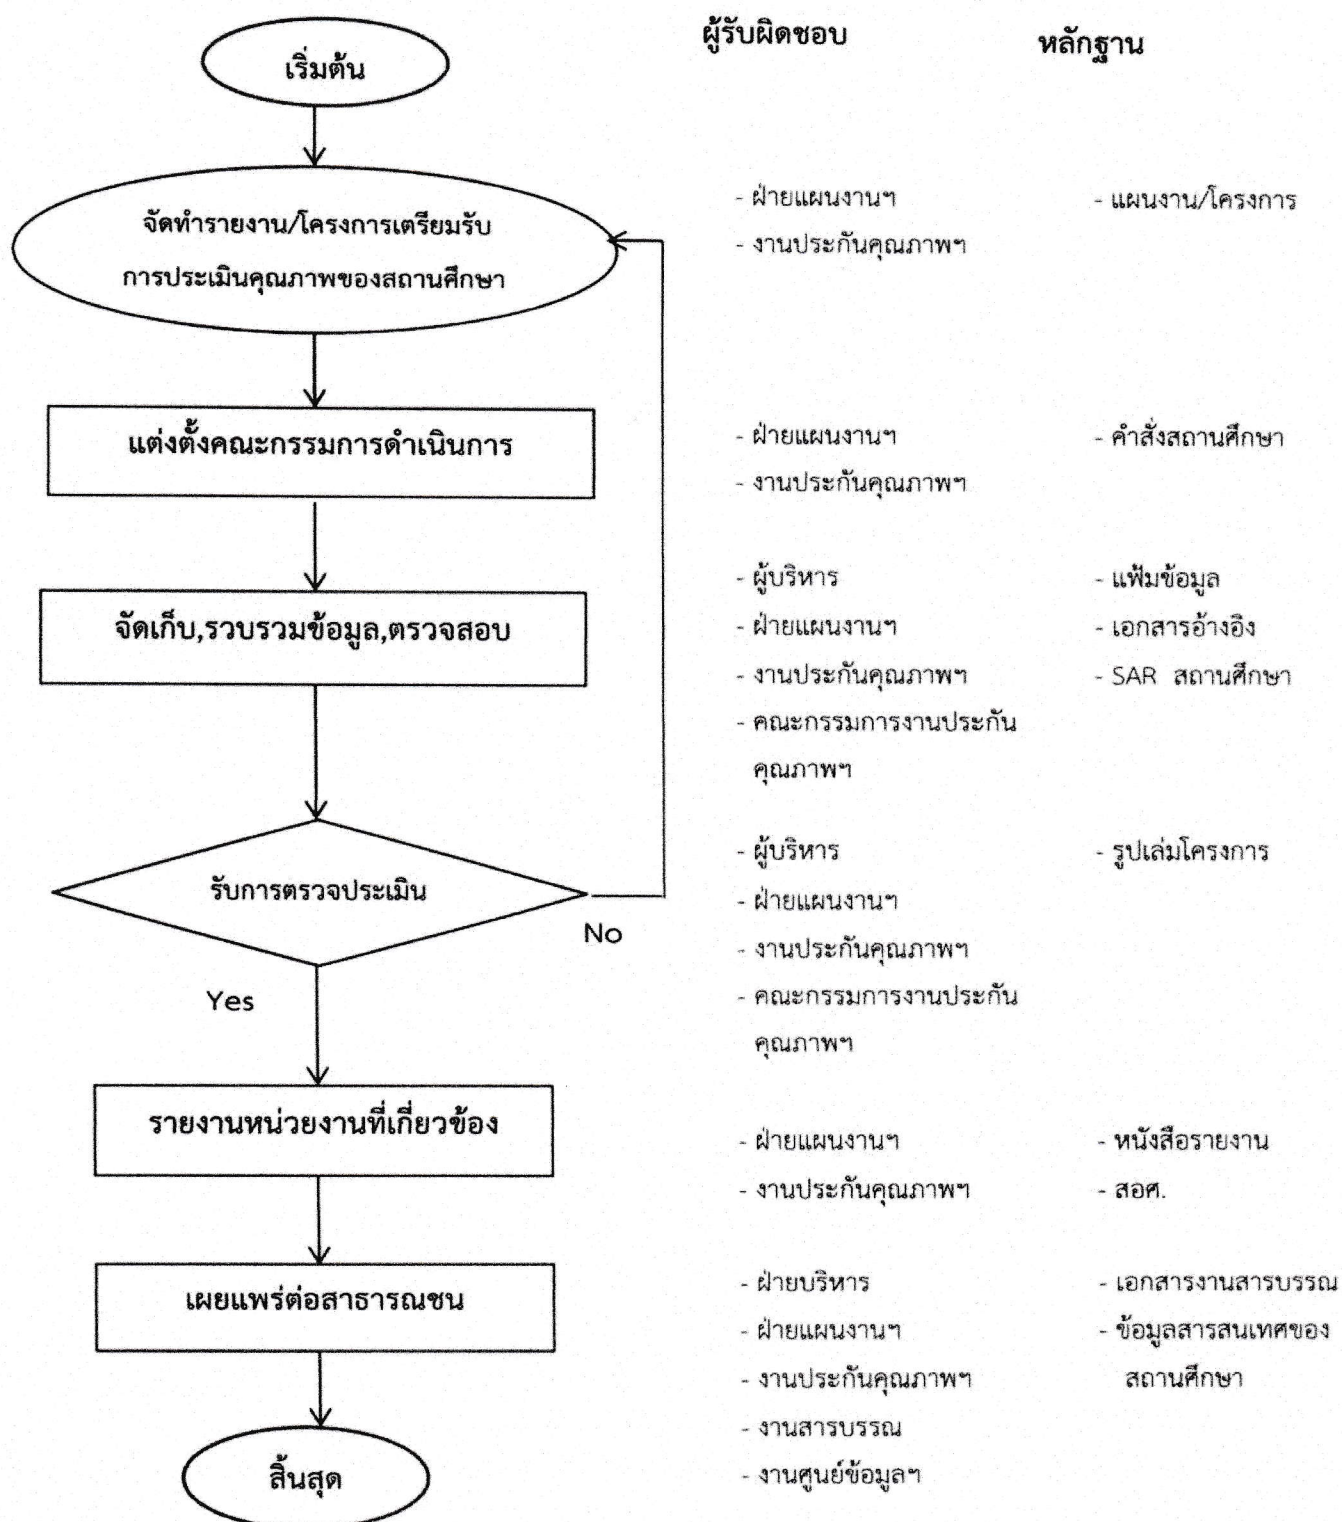 ผู้รับผิดชอบ
หลักฐาน
เริ่มต้น
จัดทำรายงาน/โครงการเตรียมรับ
การประเมินคุณภาพของสถานศึกษา
- ฝ่ายแผนงานฯ
- งานประกันคุณภาพฯ
- แผนงาน/โครงการ
แต่งตั้งคณะกรรมการดำเนินการ
- ฝ่ายแผนงานฯ
- งานประกันคุณภาพฯ
- คำสั่งสถานศึกษา
จัดเก็บ,รวบรวมข้อมูล,ตรวจสอบ
- ผู้บริหาร
- ฝ่ายแผนงานฯ
- งานประกันคุณภาพฯ
- คณะกรรมการงานประกัน
คุณภาพฯ
- แฟ้มข้อมูล
- เอกสารอ้างอิง
- SAR สถานศึกษา
รับการตรวจประเมิน
No
Yes
- ผู้บริหาร
- ฝ่ายแผนงานฯ
- งานประกันคุณภาพฯ
- คณะกรรมการงานประกัน
คุณภาพฯ
- รูปเล่มโครงการ
รายงานหน่วยงานที่เกี่ยวข้อง
- ฝ่ายแผนงานฯ
- งานประกันคุณภาพฯ
- หนังสือรายงาน
- สอศ.
เผยแพร่ต่อสาธารณชน
- ฝ่ายบริหาร
- ฝ่ายแผนงานฯ
- งานประกันคุณภาพฯ
- งานสารบรรณ
- งานศูนย์ข้อมูลฯ
- เอกสารงานสารบรรณ
- ข้อมูลสารสนเทศของ
สถานศึกษา
สิ้นสุด